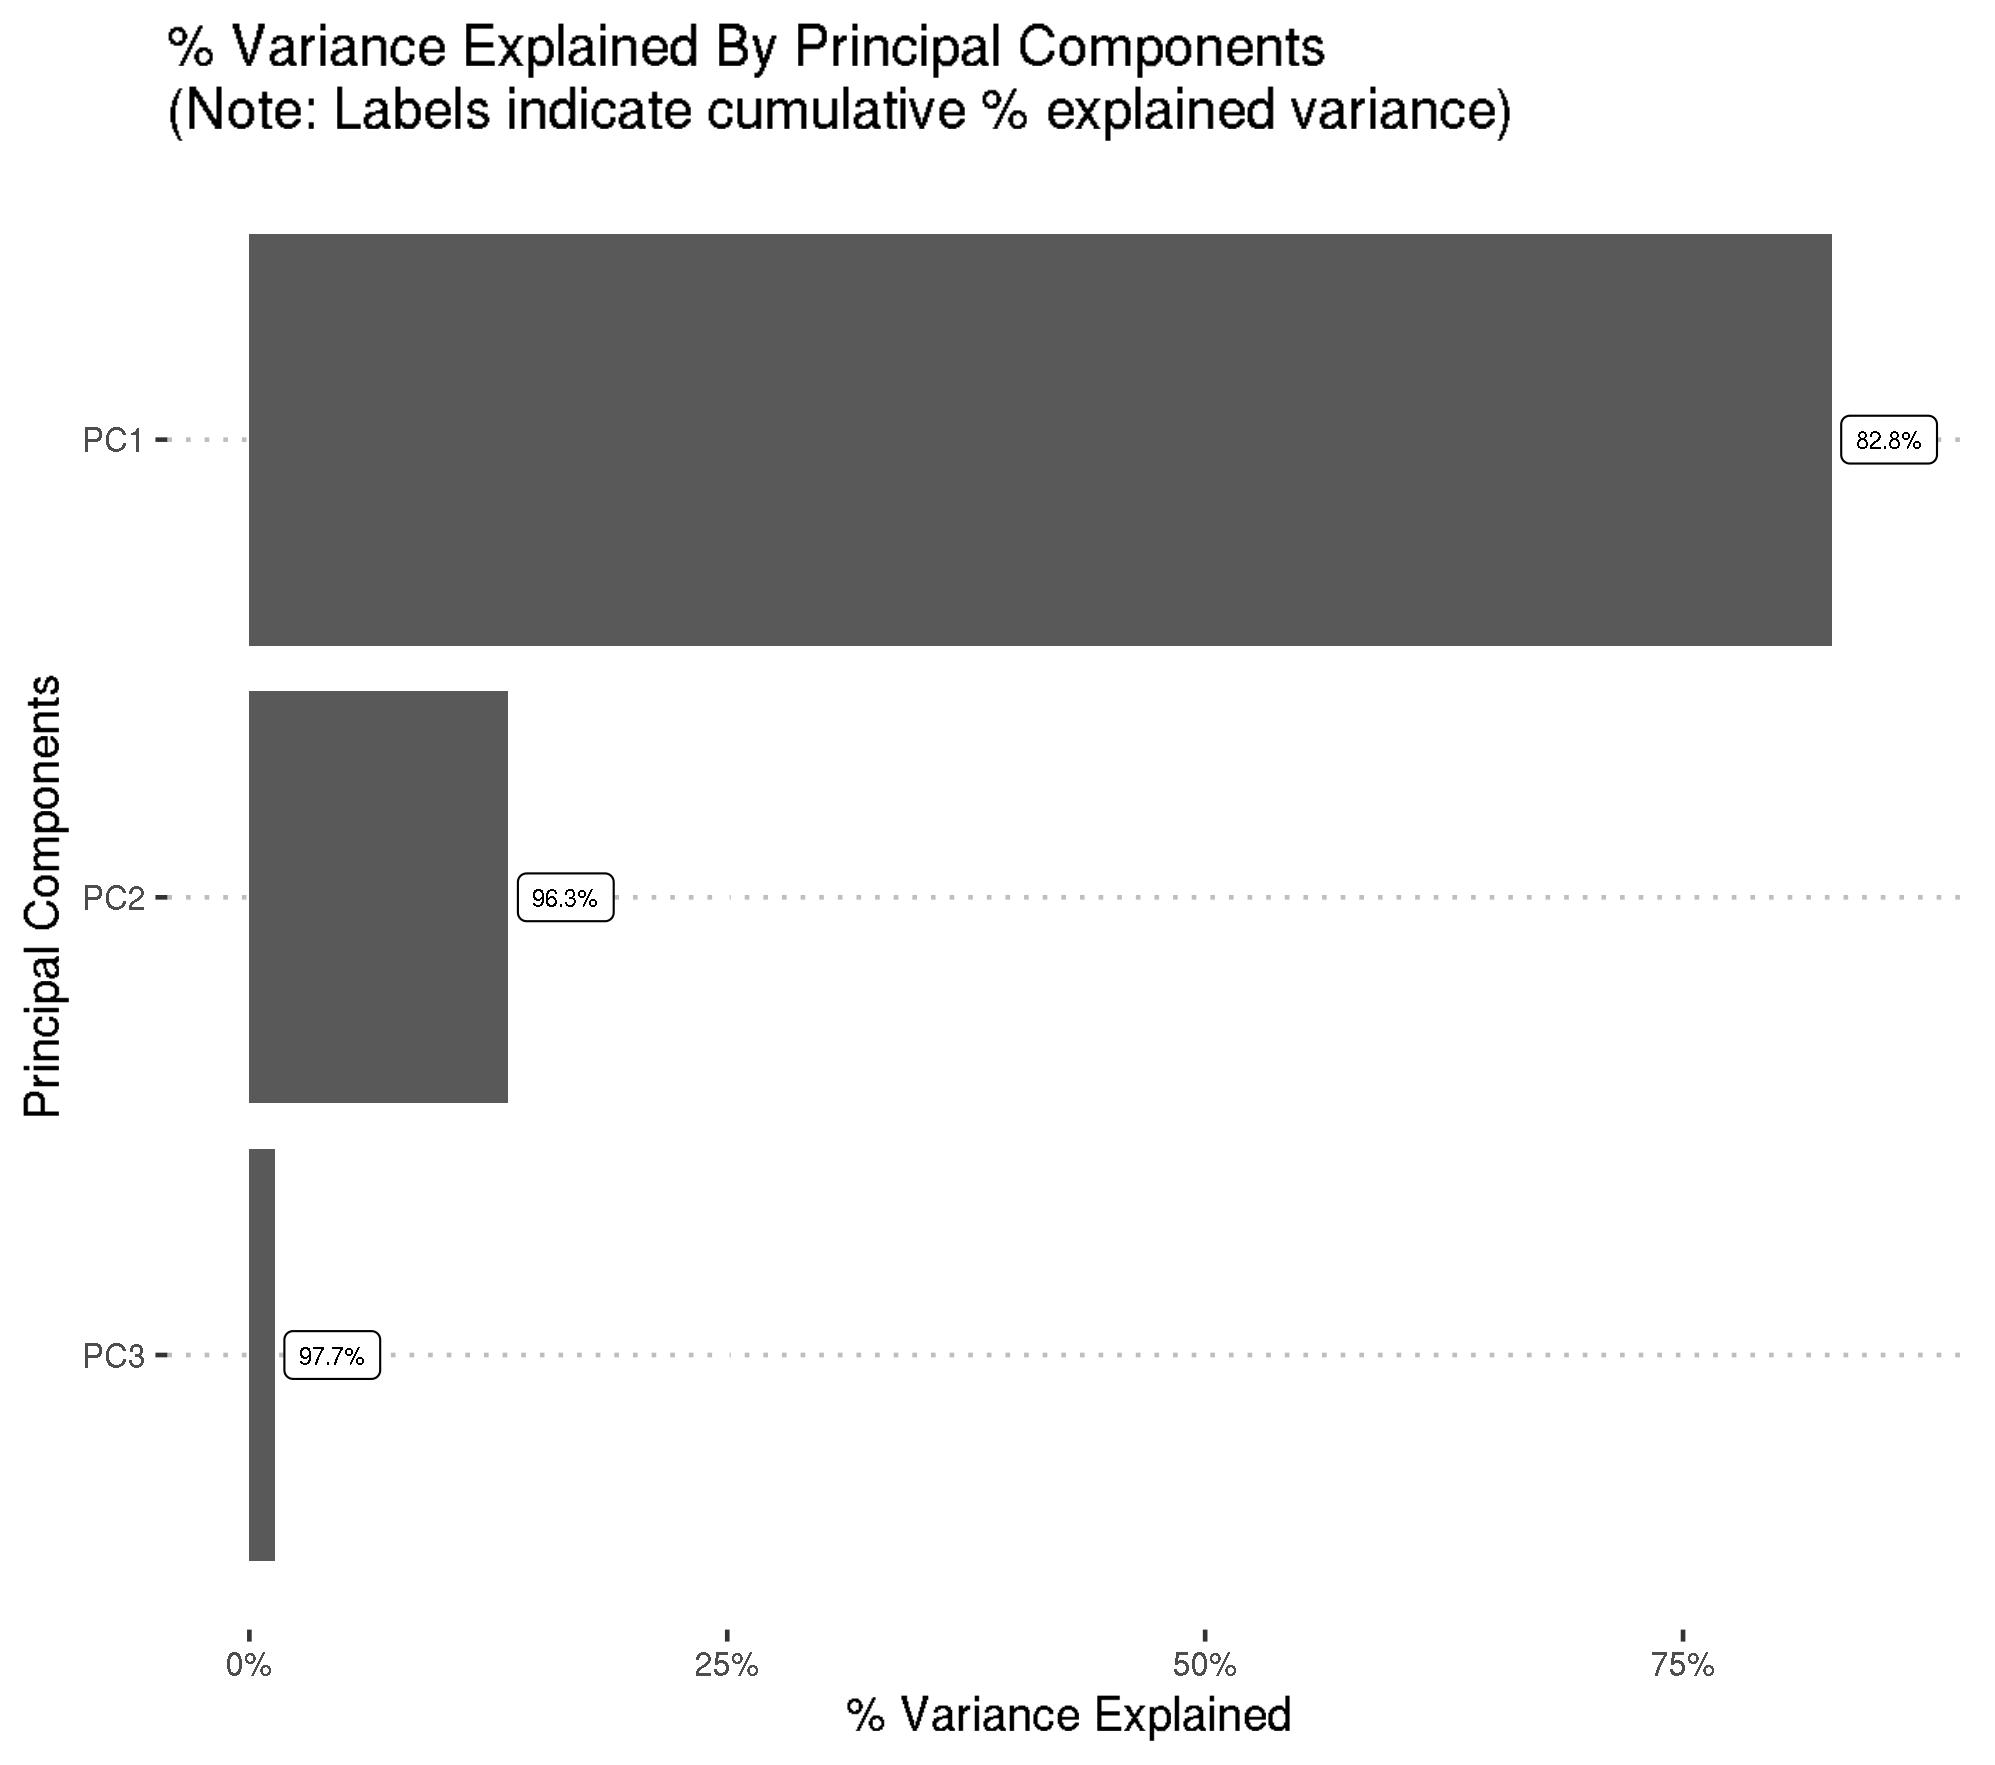 % Variance Explained By Principal Components
(Note: Labels indicate cumulative % explained variance)
Principal Components
PC1
82.8%
PC2
96.3%
PC3
97.7%
0%
25%
50%
75%
% Variance Explained